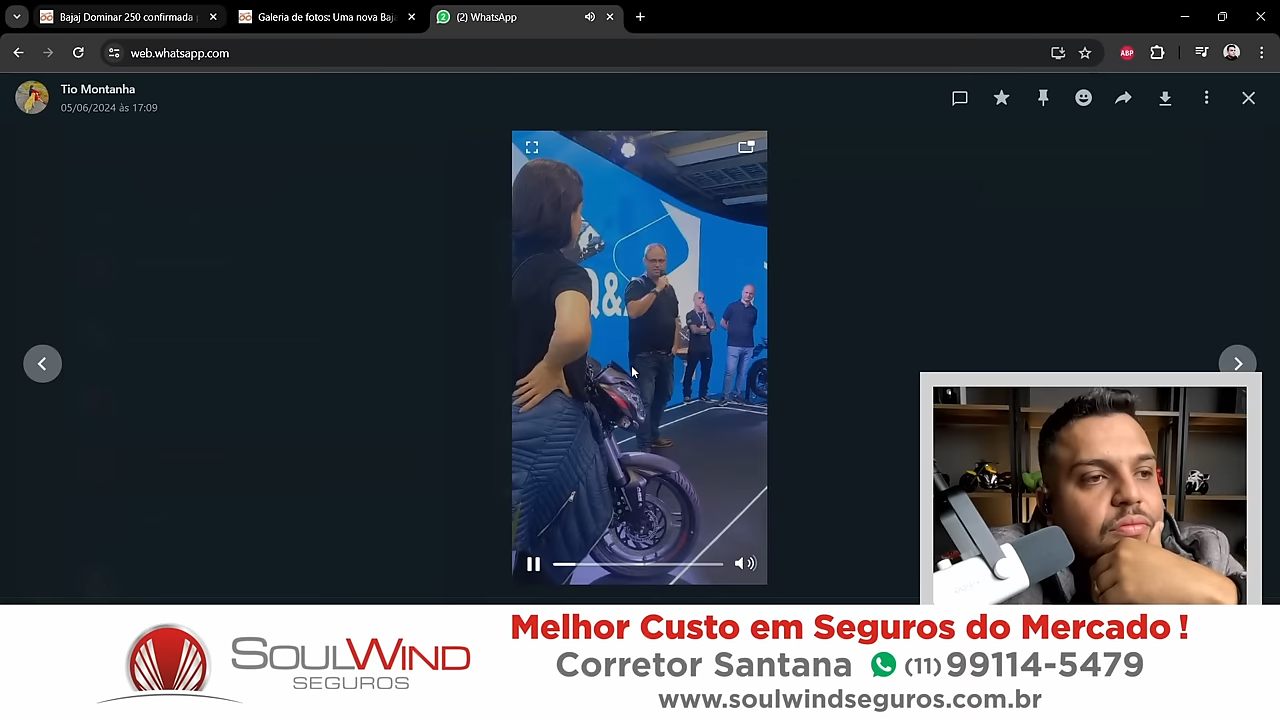 Bajaj Dominar 250 confirmada
Galeria de fotos: Uma nova Baja
(2) WhatsApp
web.whatsapp.com
ABP
Tio Montanha
05/06/2024 às 17:09
Q&
SOULWIND
SEGUROS
Melhor Custo em Seguros do Mercado !
Corretor Santana (11) 99114-5479
www.soulwindseguros.com.br